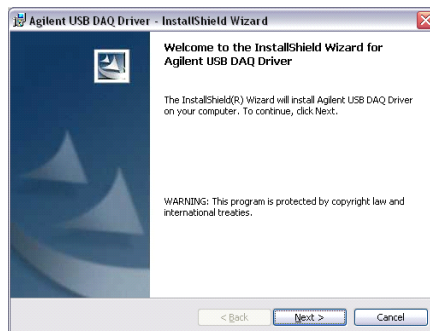 Agilent USB DAQ Driver - InstallShield Wizard
Welcome to the InstallShield Wizard for
Agilent USB DAQ Driver
The InstallShield(R) Wizard will install Agilent USB DAQ Driver
on your computer. To continue, click Next.
WARNING: This program is protected by copyright law and
international treaties.
< Back Next > Cancel